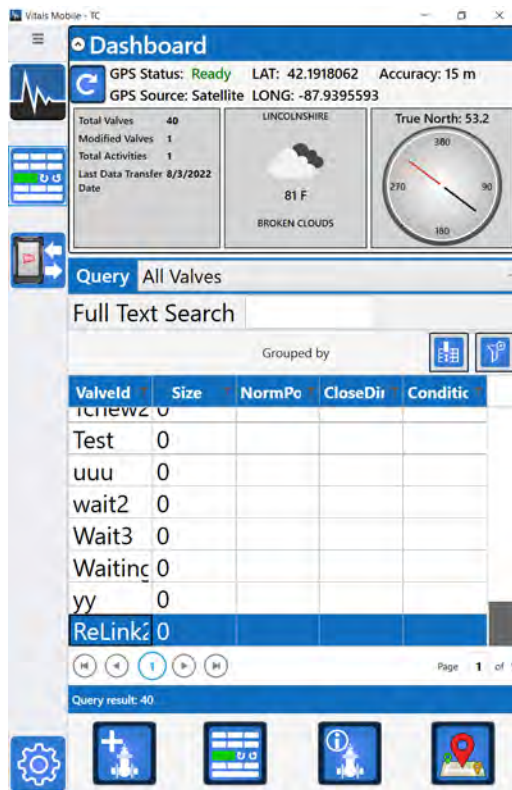 Vitals Mobile - TC
Dashboard
GPS Status: Ready LAT: 42.1918062 Accuracy: 15 m
GPS Source: Satellite LONG: -87.9395593
Total Valves 40
Modified Valves 1
Total Activities 1
Last Data Transfer 8/3/2022
Date
LINCOLNSHIRE
81 F
BROKEN CLOUDS
True North: 53.2
360
270 90
180
Query All Valves
Full Text Search
Grouped by
ValveId Size NormPo CloseDir Conditic
0
Test 0
uuu 0
wait2 0
Wait3 0
Waiting 0
yy 0
ReLink2 0
1 Page 1 of
Query result: 40